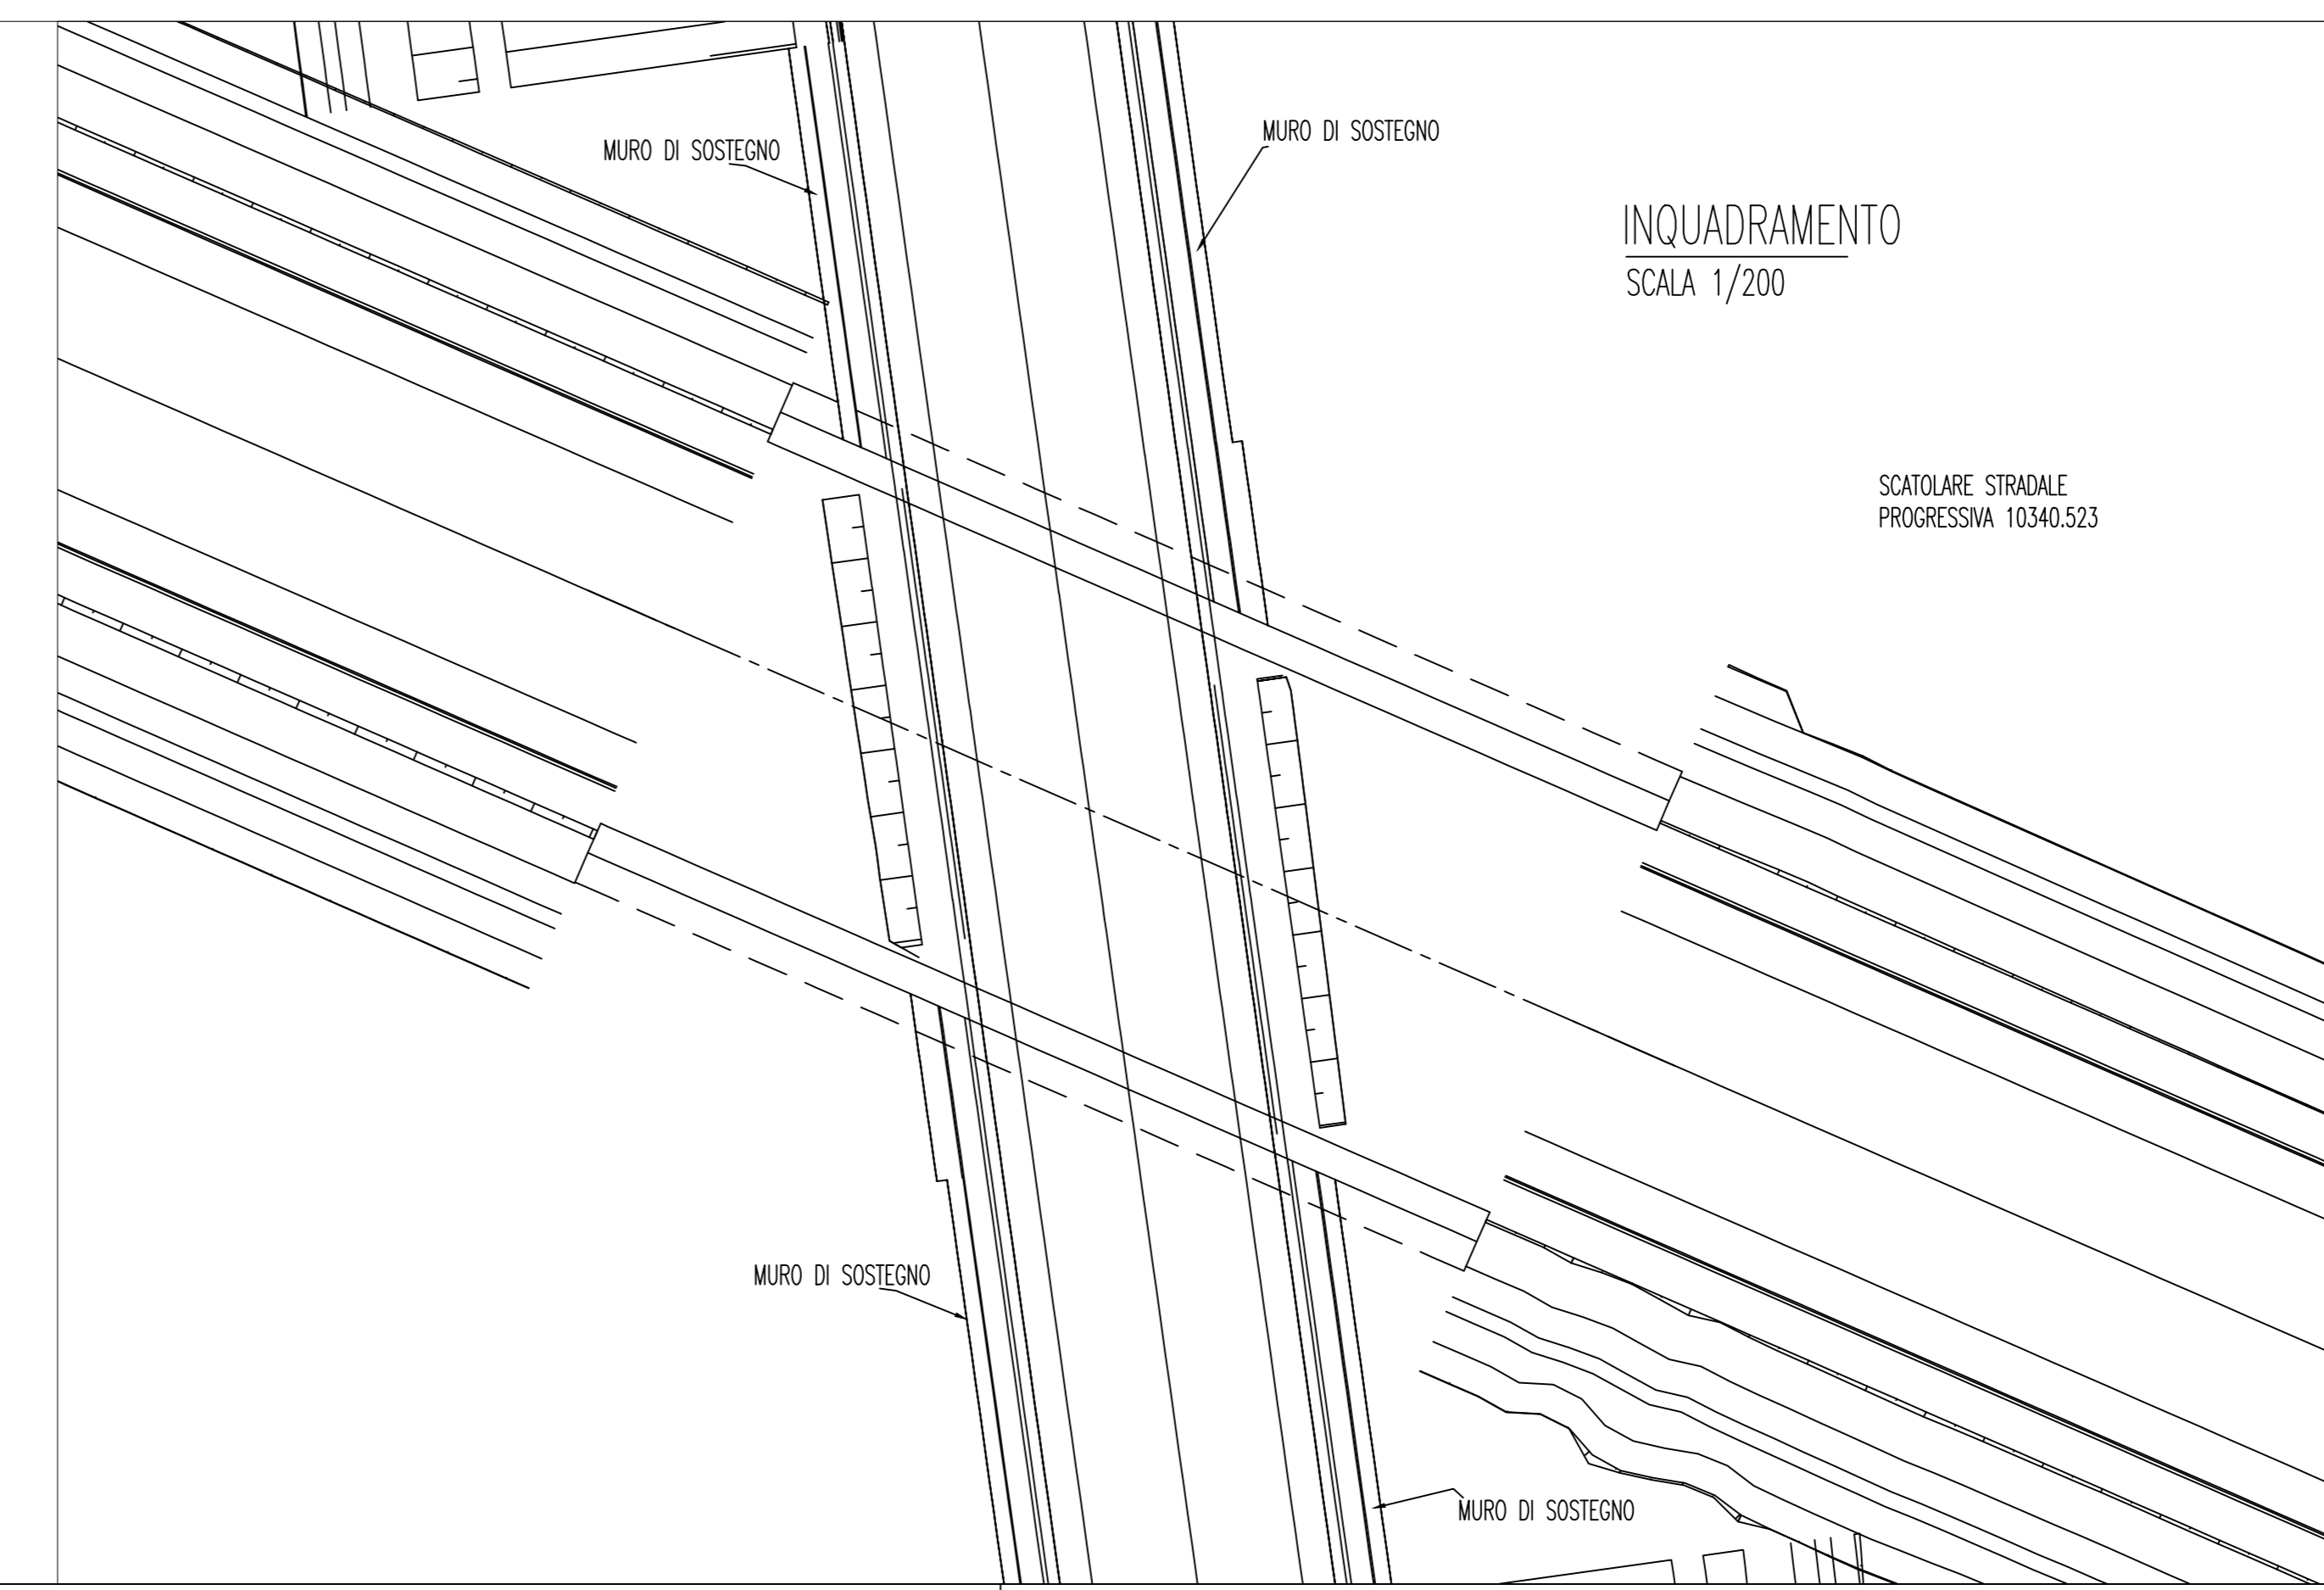 MURO DI SOSTEGNO
MURO DI SOSTEGNO
INQUADRAMENTO
SCALA 1/200
SCATOLARE STRADALE
PROGRESSIVA 10340.523
MURO DI SOSTEGNO
MURO DI SOSTEGNO